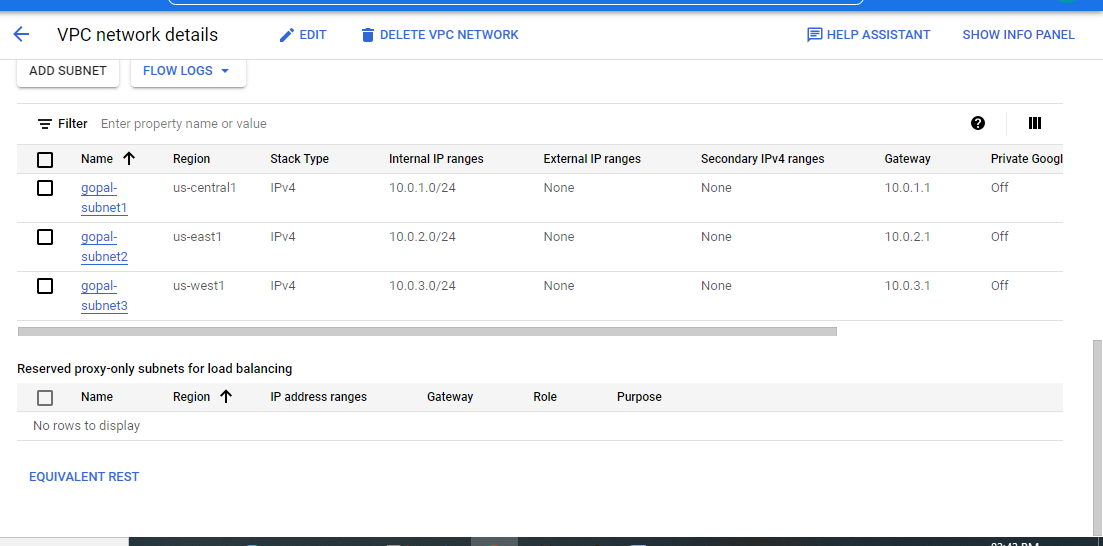 VPC network details EDIT DELETE VPC NETWORK HELP ASSISTANT SHOW INFO PANEL
ADD SUBNET FLOW LOGS
Filter Enter property name or value
Name Region Stack Type Internal IP ranges External IP ranges Secondary IPv4 ranges Gateway Private Googl
gopal- us-central1 IPv4 10.0.1.0/24 None None 10.0.1.1 Off
subnet1
gopal- us-east1 IPv4 10.0.2.0/24 None None 10.0.2.1 Off
subnet2
gopal- us-west1 IPv4 10.0.3.0/24 None None 10.0.3.1 Off
subnet3
Reserved proxy-only subnets for load balancing
Name Region IP address ranges Gateway Role Purpose
No rows to display
EQUIVALENT REST